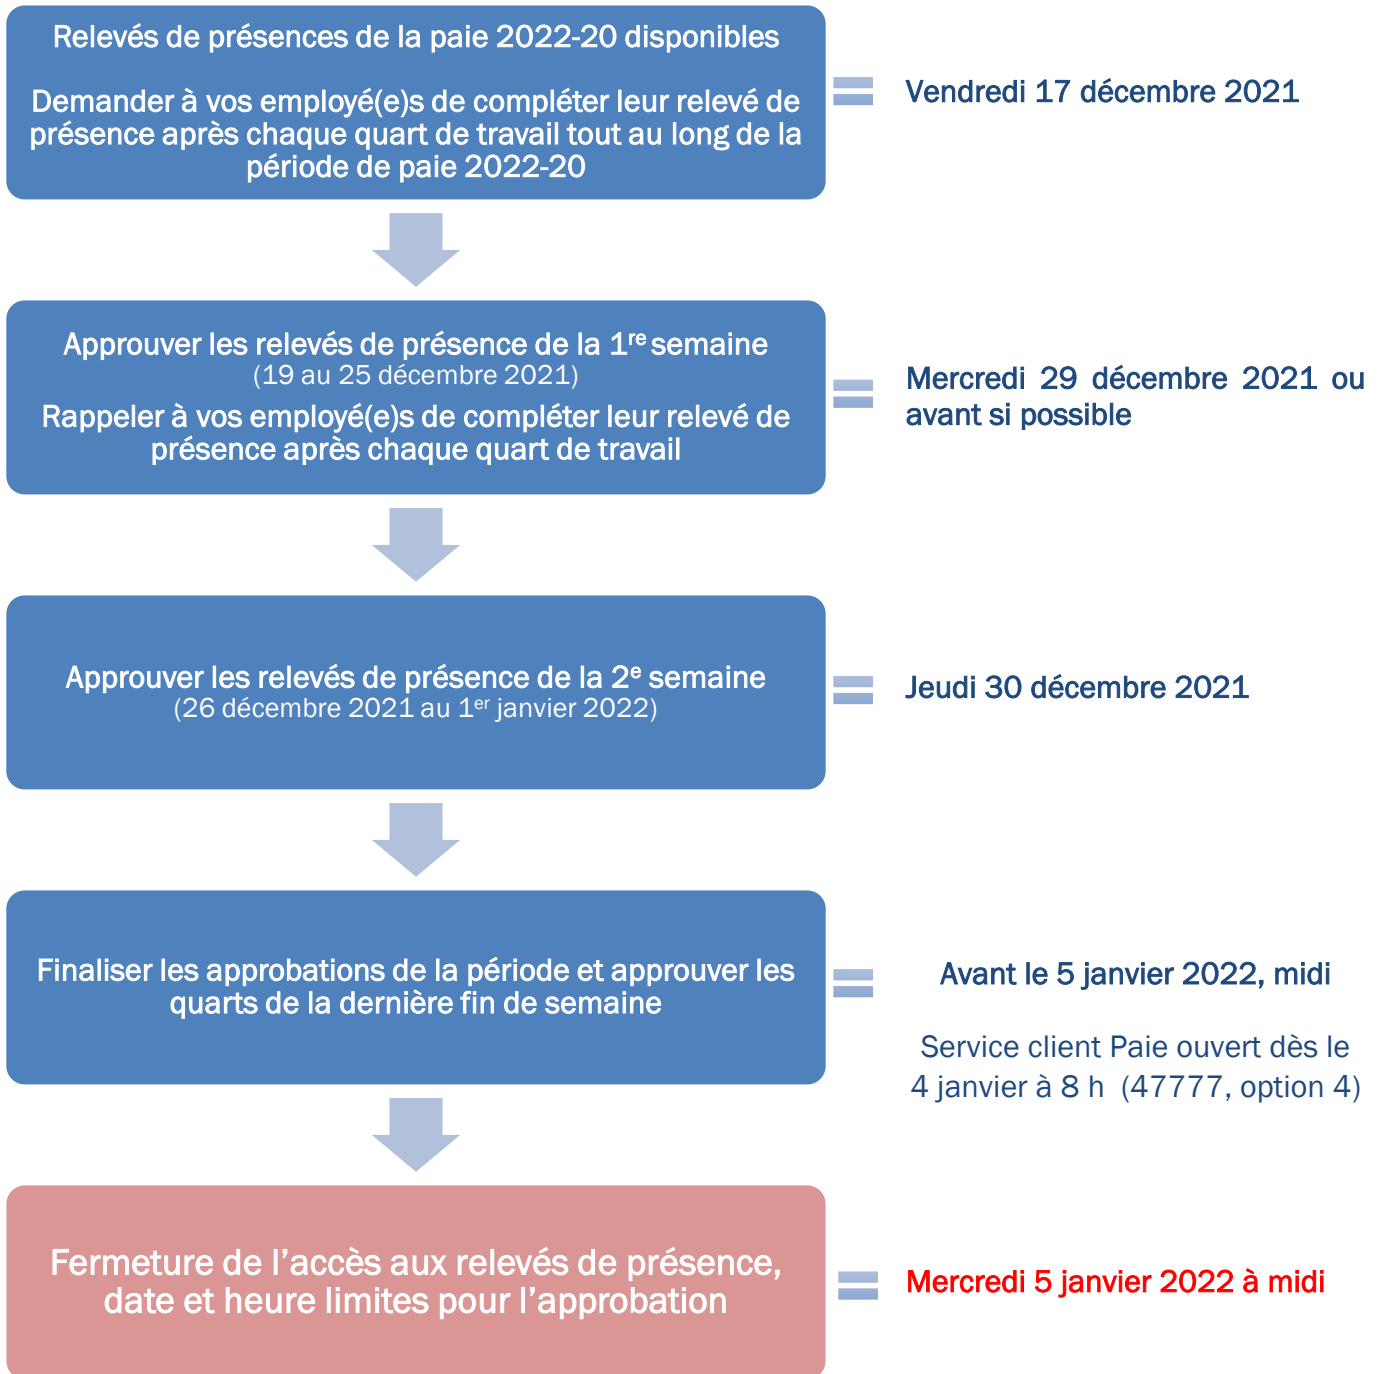 Relevés de présences de la paie 2022-20 disponibles
Demander à vos employé(e)s de compléter leur relevé de
présence après chaque quart de travail tout au long de la
période de paie 2022-20
Vendredi 17 décembre 2021
Approuver les relevés de présence de la 1re semaine
(19 au 25 décembre 2021)
Rappeler à vos employé(e)s de compléter leur relevé de
présence après chaque quart de travail
Mercredi 29 décembre 2021 ou
avant si possible
Approuver les relevés de présence de la 2e semaine
(26 décembre 2021 au 1er janvier 2022)
Jeudi 30 décembre 2021
Finaliser les approbations de la période et approuver les
quarts de la dernière fin de semaine
Avant le 5 janvier 2022, midi
Service client Paie ouvert dès le
4 janvier à 8 h (47777, option 4)
Fermeture de l’accès aux relevés de présence,
date et heure limites pour l’approbation
Mercredi 5 janvier 2022 à midi